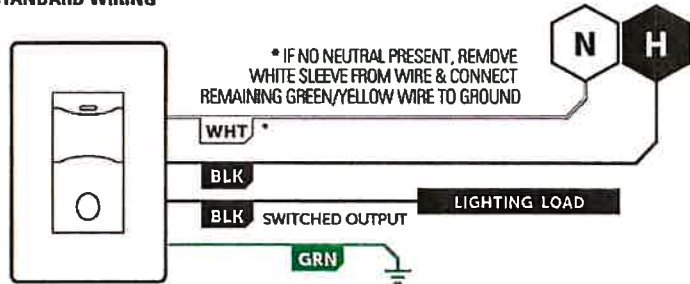 STANDARD WIRING
* IF NO NEUTRAL PRESENT, REMOVE
WHITE SLEEVE FROM WIRE & CONNECT
REMAINING GREEN/YELLOW WIRE TO GROUND
N
H
WHT *
BLK
BLK SWITCHED OUTPUT
LIGHTING LOAD
GRN